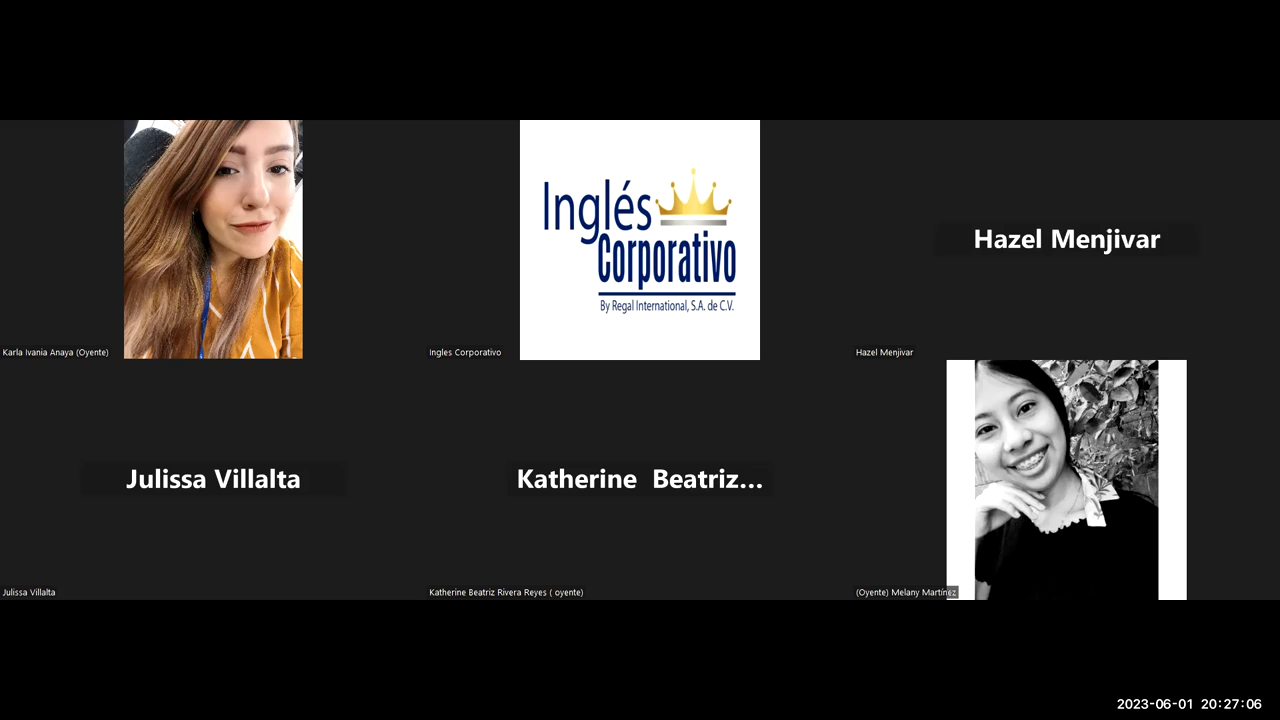 Inglés
Corporativo
By Regal International, S.A. de C.V.
Hazel Menjivar
Karla Ivania Anaya (Oyente)
Ingles Corporativo
Hazel Menjivar
Julissa Villalta
Katherine Beatriz...
Julissa Villalta
Katherine Beatriz Rivera Reyes ( oyente)
(Oyente) Melany Martínez
2023-06-01 20:27:06